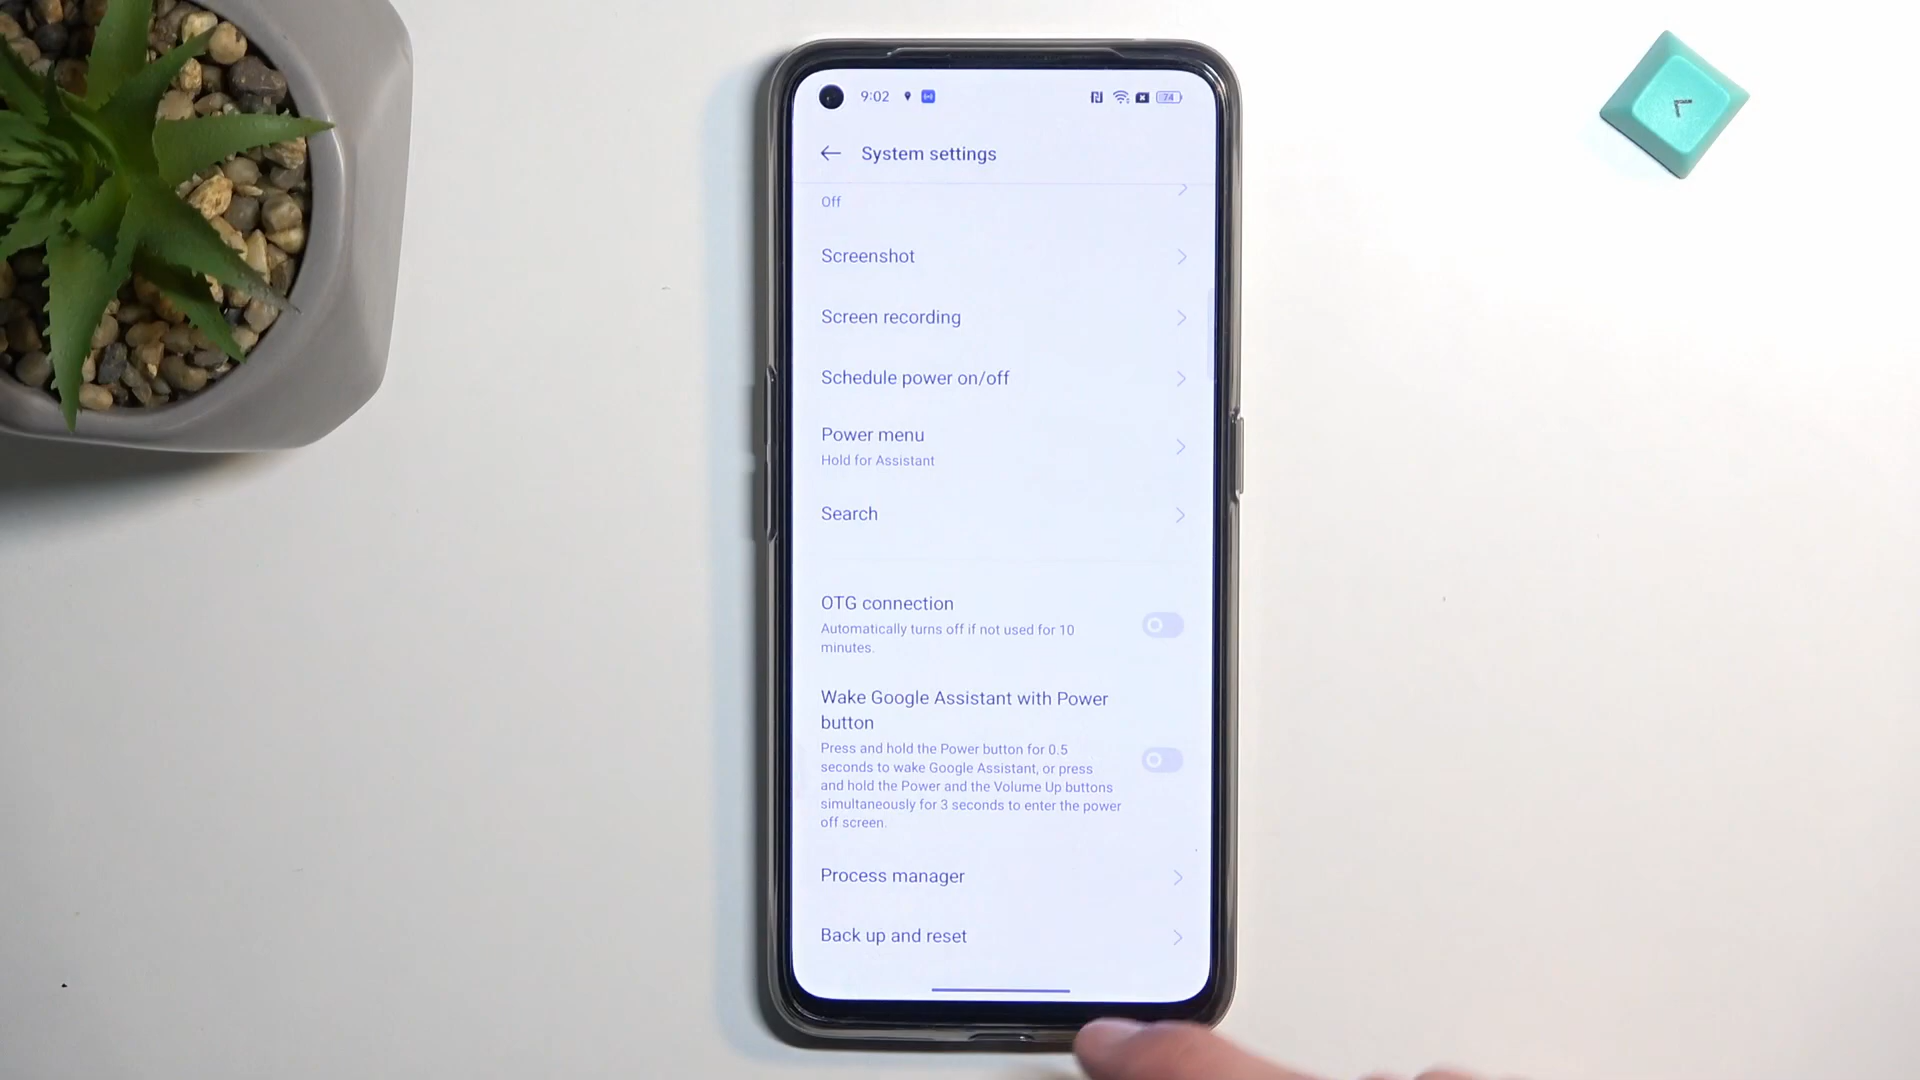 9:02
74
System settings
Off
Screenshot
Screen recording
Schedule power on/off
Power menu
Hold for Assistant
Search
OTG connection
Automatically turns off if not used for 10
minutes.
Wake Google Assistant with Power
button
Press and hold the Power button for 0.5
seconds to wake Google Assistant, or press
and hold the Power and the Volume Up buttons
simultaneously for 3 seconds to enter the power
off screen.
Process manager
Back up and reset